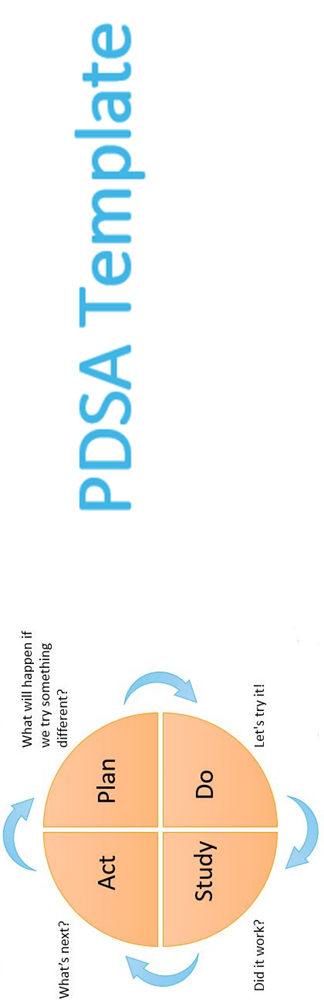 PDSA Template
What's next?
What will happen if
we try something
different?
Act
Plan
Study
Do
Did it work?
Let's try it!